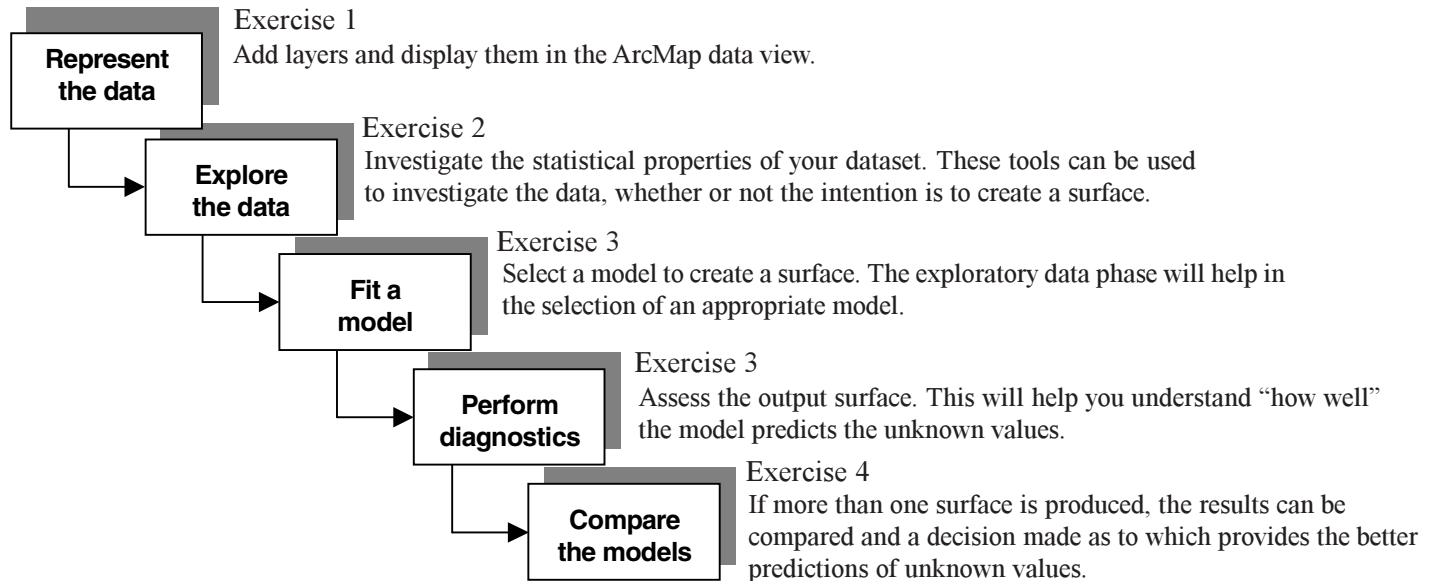 Exercise 1
Represent
the data
Add layers and display them in the ArcMap data view.
Exercise 2
Explore
the data
Investigate the statistical properties of your dataset. These tools can be used
to investigate the data, whether or not the intention is to create a surface.
Exercise 3
Fit a
model
Select a model to create a surface. The exploratory data phase will help in
the selection of an appropriate model.
Exercise 3
Perform
diagnostics
Assess the output surface. This will help you understand “how well”
the model predicts the unknown values.
Exercise 4
Compare
the models
If more than one surface is produced, the results can be
compared and a decision made as to which provides the better
predictions of unknown values.